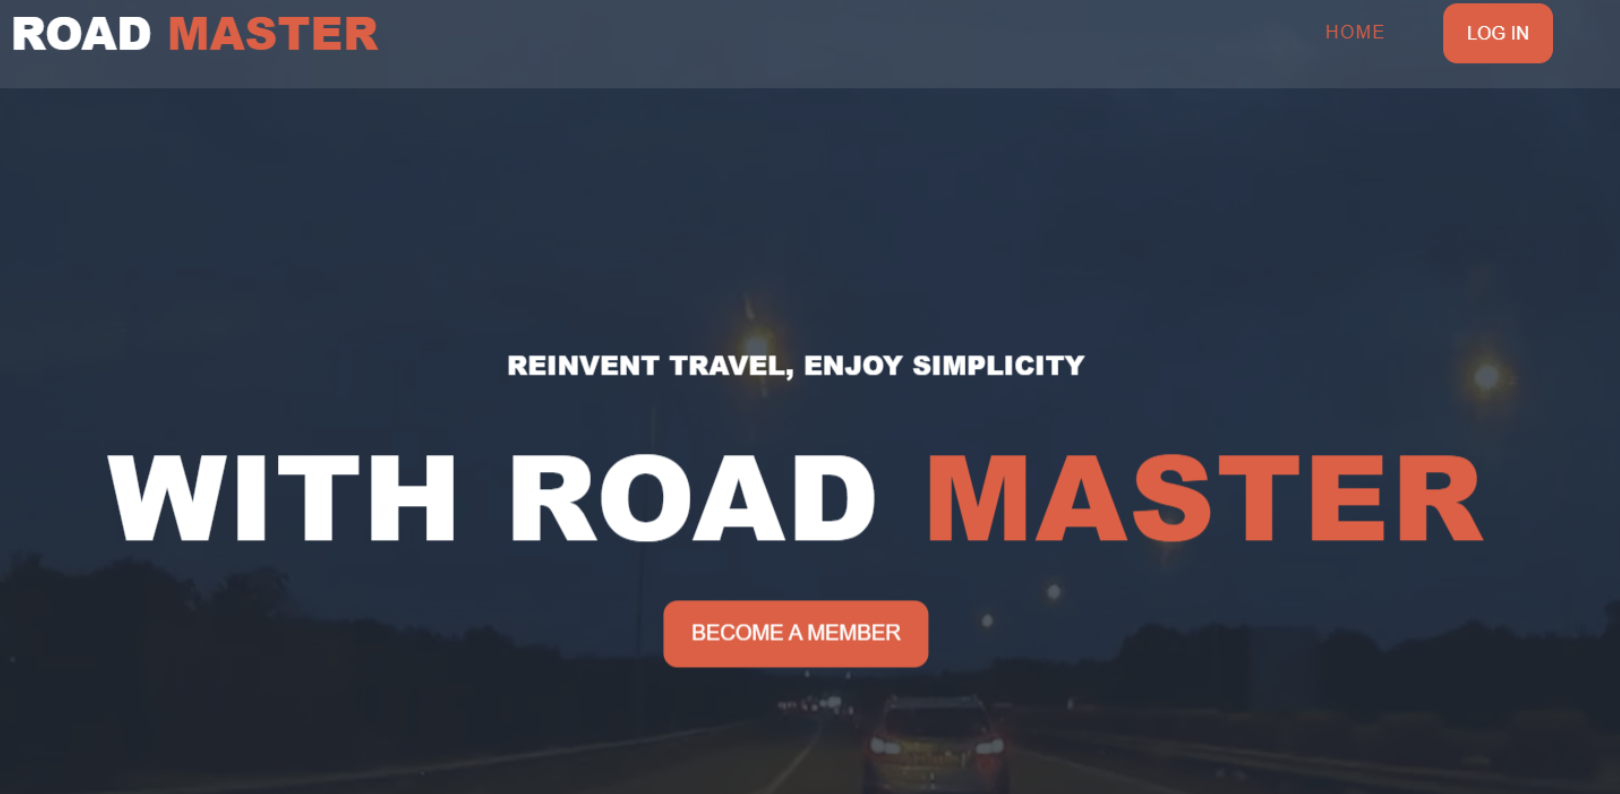 ROAD MASTER
HOME
LOG IN
REINVENT TRAVEL, ENJOY SIMPLICITY
WITH ROAD MASTER
BECOME A MEMBER